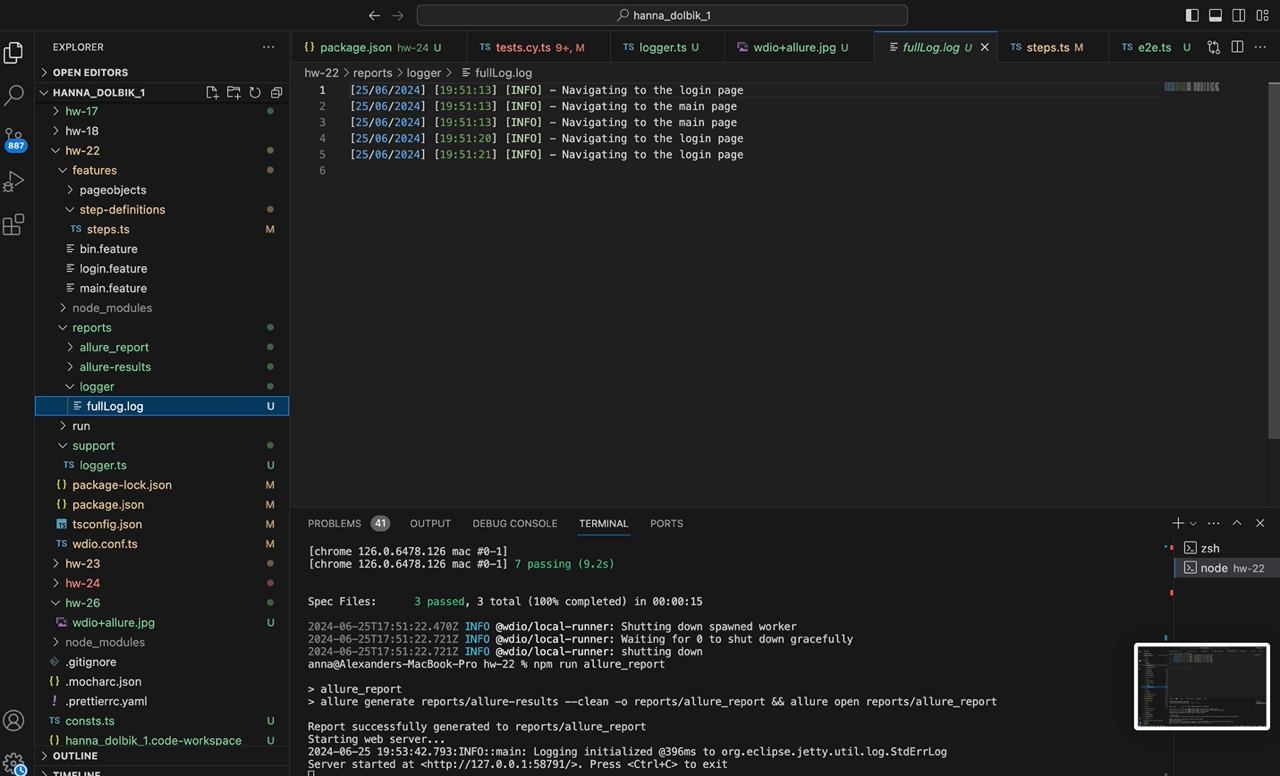 hanna_dolbik_1
EXPLORER
OPEN EDITORS
HANNA_DOLBIK_1
hw-17
hw-18
hw-22
features
pageobjects
step-definitions
TS steps.ts M
bin.feature
login.feature
main.feature
node_modules
reports
allure_report
allure-results
logger
fullLog.log U
run
support
TS logger.ts U
{} package-lock.json M
{} package.json M
tsconfig.json M
TS wdio.conf.ts M
hw-23
hw-24
hw-26
wdio+allure.jpg U
node_modules
.gitignore
{} .mocharc.json
! .prettierrc.yaml
TS consts.ts U
{} hanna_dolbik_1.code-workspace U
OUTLINE
TIMELINE
887
{} package.json hw-24 U
TS tests.cy.ts 9+, M
TS logger.ts U
wdio+allure.jpg U
fullLog.log U
TS steps.ts M
TS e2e.ts U
hw-22 > reports > logger > fullLog.log
1 [25/06/2024] [19:51:13] [INFO] – Navigating to the login page
2 [25/06/2024] [19:51:13] [INFO] – Navigating to the main page
3 [25/06/2024] [19:51:13] [INFO] – Navigating to the main page
4 [25/06/2024] [19:51:20] [INFO] – Navigating to the login page
5 [25/06/2024] [19:51:21] [INFO] – Navigating to the login page
6
PROBLEMS 41 OUTPUT DEBUG CONSOLE TERMINAL PORTS
[chrome 126.0.6478.126 mac #0-1]
[chrome 126.0.6478.126 mac #0-1] 7 passing (9.2s)
Spec Files: 3 passed, 3 total (100% completed) in 00:00:15
2024-06-25T17:51:22.470Z INFO @wdio/local-runner: Shutting down spawned worker
2024-06-25T17:51:22.721Z INFO @wdio/local-runner: Waiting for 0 to shut down gracefully
2024-06-25T17:51:22.721Z INFO @wdio/local-runner: shutting down
anna@Alexanders-MacBook-Pro hw-22 % npm run allure_report
> allure_report
> allure generate reports/allure-results --clean -o reports/allure_report && allure open reports/allure_report
Report successfully generated to reports/allure_report
Starting web server...
2024-06-25 19:53:42.793:INFO::main: Logging initialized @396ms to org.eclipse.jetty.util.log.StdErrLog
Server started at <http://127.0.0.1:58791/>. Press <Ctrl+C> to exit
zsh
node hw-22